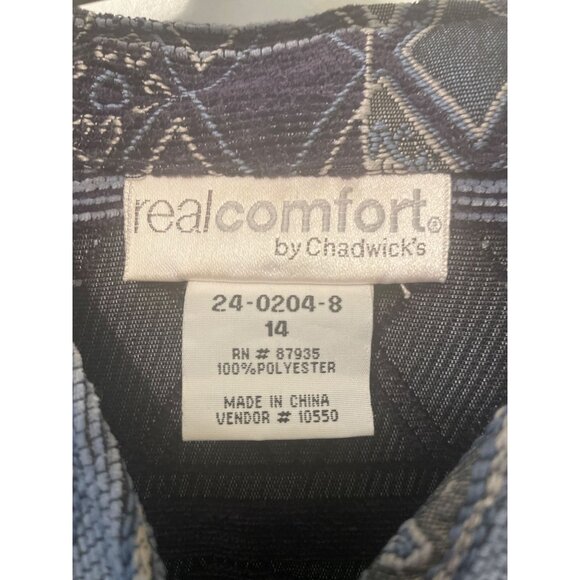 realcomfort®
by Chadwick's
24-0204-8
14
RN # 87935
100%POLYESTER
MADE IN CHINA
VENDOR # 10550